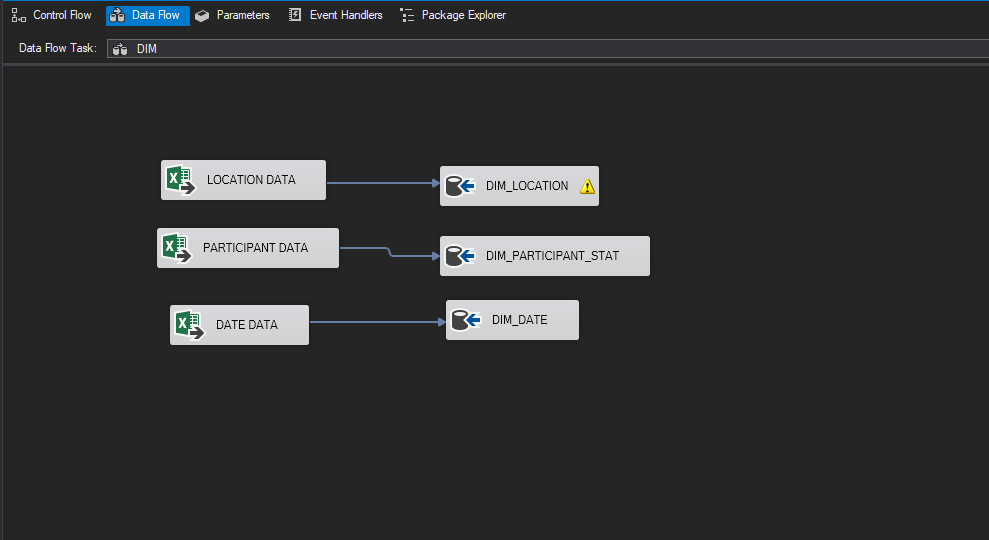 Control Flow Data Flow Parameters Event Handlers Package Explorer
Data Flow Task: DIM
LOCATION DATA DIM_LOCATION
PARTICIPANT DATA DIM_PARTICIPANT_STAT
DATE DATA DIM_DATE